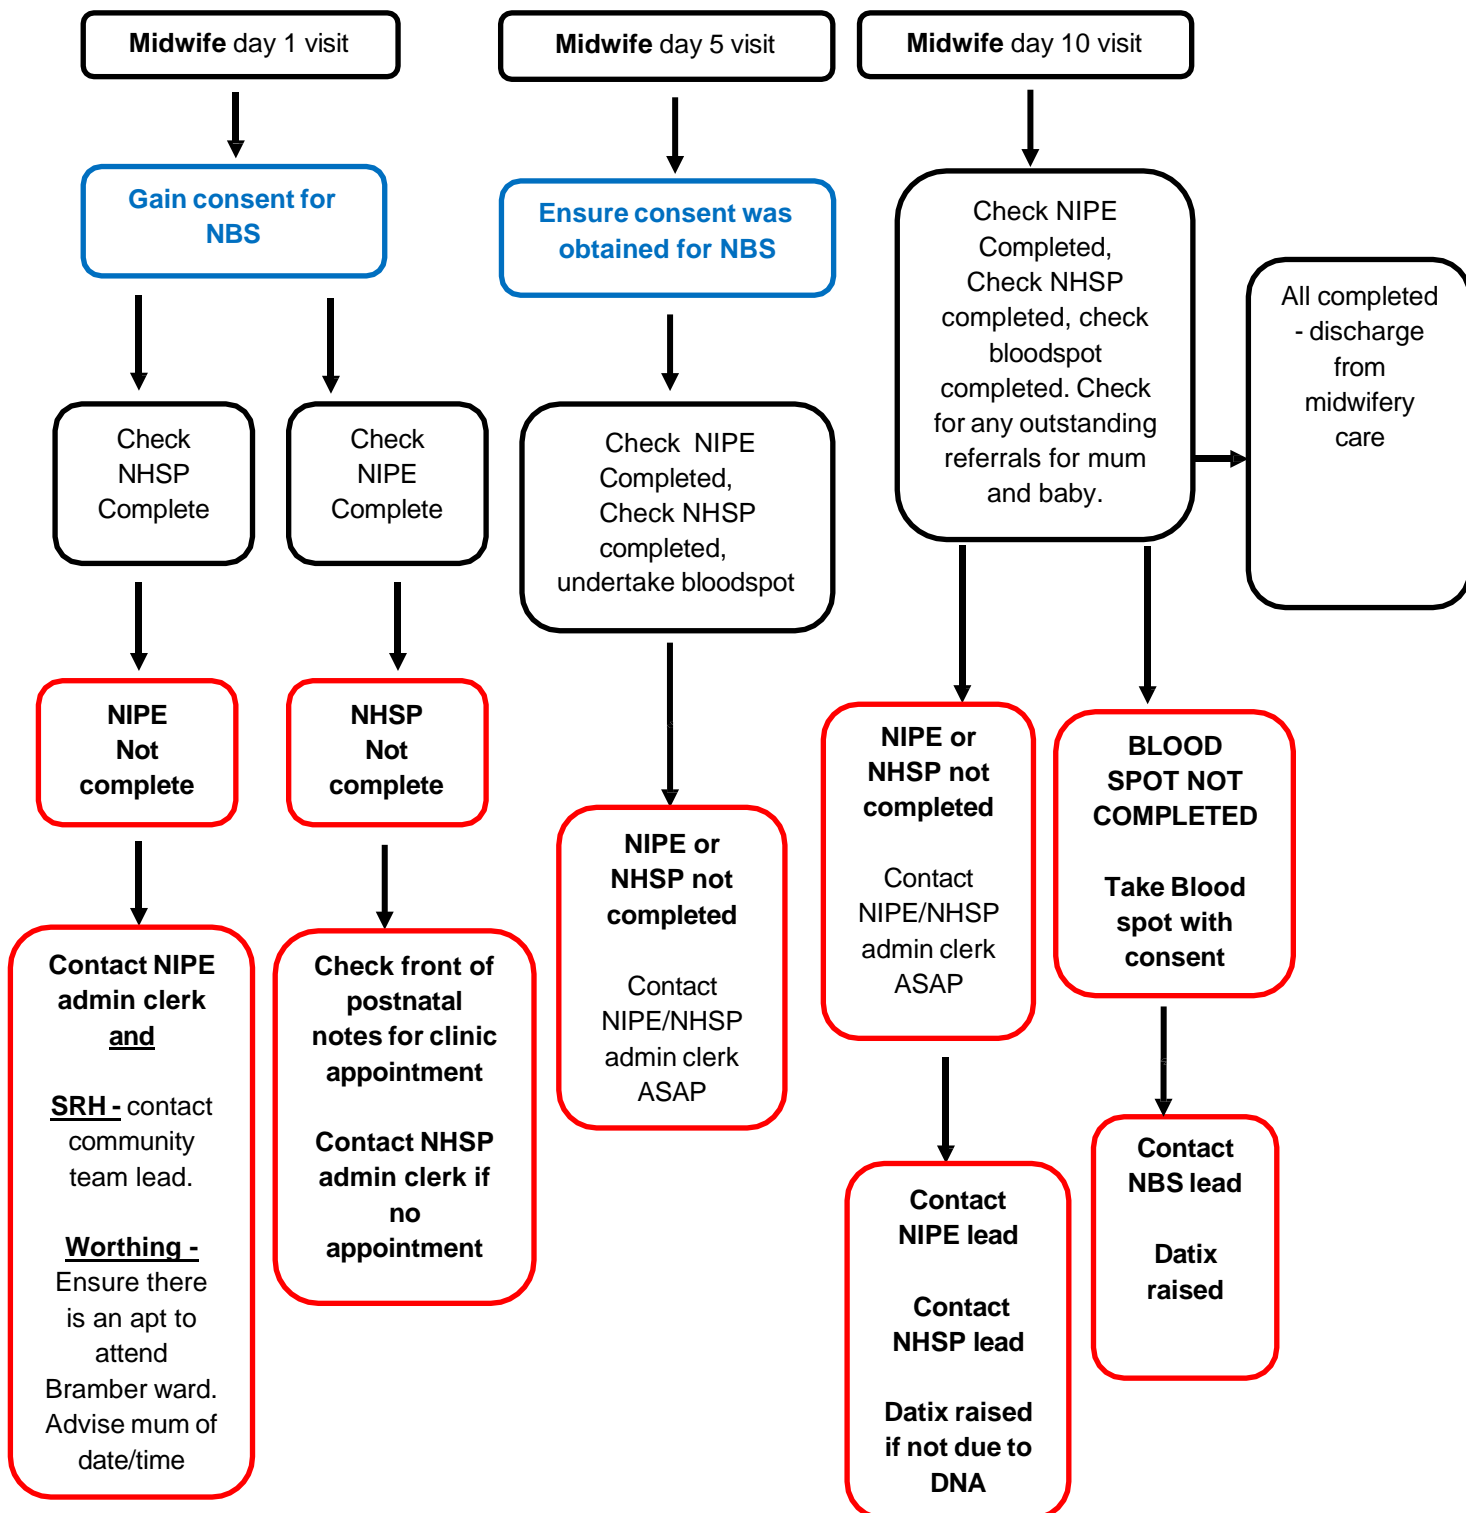 Midwife day 1 visit
Gain consent for
NBS
Check
NHSP
Complete
Check
NIPE
Complete
NIPE
Not
complete
NHSP
Not
complete
Contact NIPE
admin clerk
and
SRH - contact
community
team lead.
Worthing -
Ensure there
is an apt to
attend
Bramber ward.
Advise mum of
date/time
Check front of
postnatal
notes for clinic
appointment
Contact NHSP
admin clerk if
no
appointment
Midwife day 5 visit
Ensure consent was
obtained for NBS
Check NIPE
Completed,
Check NHSP
completed,
undertake bloodspot
NIPE or
NHSP not
completed
Contact
NIPE/NHSP
admin clerk
ASAP
Midwife day 10 visit
Check NIPE
Completed,
Check NHSP
completed, check
bloodspot
completed. Check
for any outstanding
referrals for mum
and baby.
All completed
- discharge
from
midwifery
care
NIPE or
NHSP not
completed
Contact
NIPE/NHSP
admin clerk
ASAP
BLOOD
SPOT NOT
COMPLETED
Take Blood
spot with
consent
Contact
NIPE lead
Contact
NHSP lead
Datix raised
if not due to
DNA
Contact
NBS lead
Datix
raised